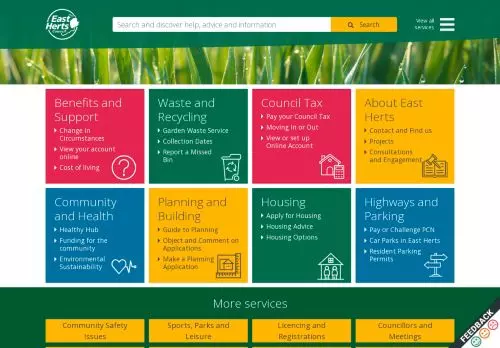 East
Herts
Council
Search and discover help, advice and information
Search
View all
services
Benefits and
Support
Change in
Circumstances
View your account
online
Cost of living
Waste and
Recycling
Garden Waste Service
Collection Dates
Report a Missed
Bin
Council Tax
Pay your Council Tax
Moving In or Out
View or set up
Online Account
About East
Herts
Contact and Find us
Projects
Consultations
and Engagement
Community
and Health
Healthy Hub
Funding for the
community
Environmental
Sustainability
Planning and
Building
Guide to Planning
Object and Comment on
Applications
Make a Planning
Application
Housing
Apply for Housing
Housing Advice
Housing Options
Highways and
Parking
Pay or Challenge PCN
Car Parks in East Herts
Resident Parking
Permits
More services
Community Safety
Issues
Sports, Parks and
Leisure
Licencing and
Registrations
Councillors and
Meetings
FEEDBACK